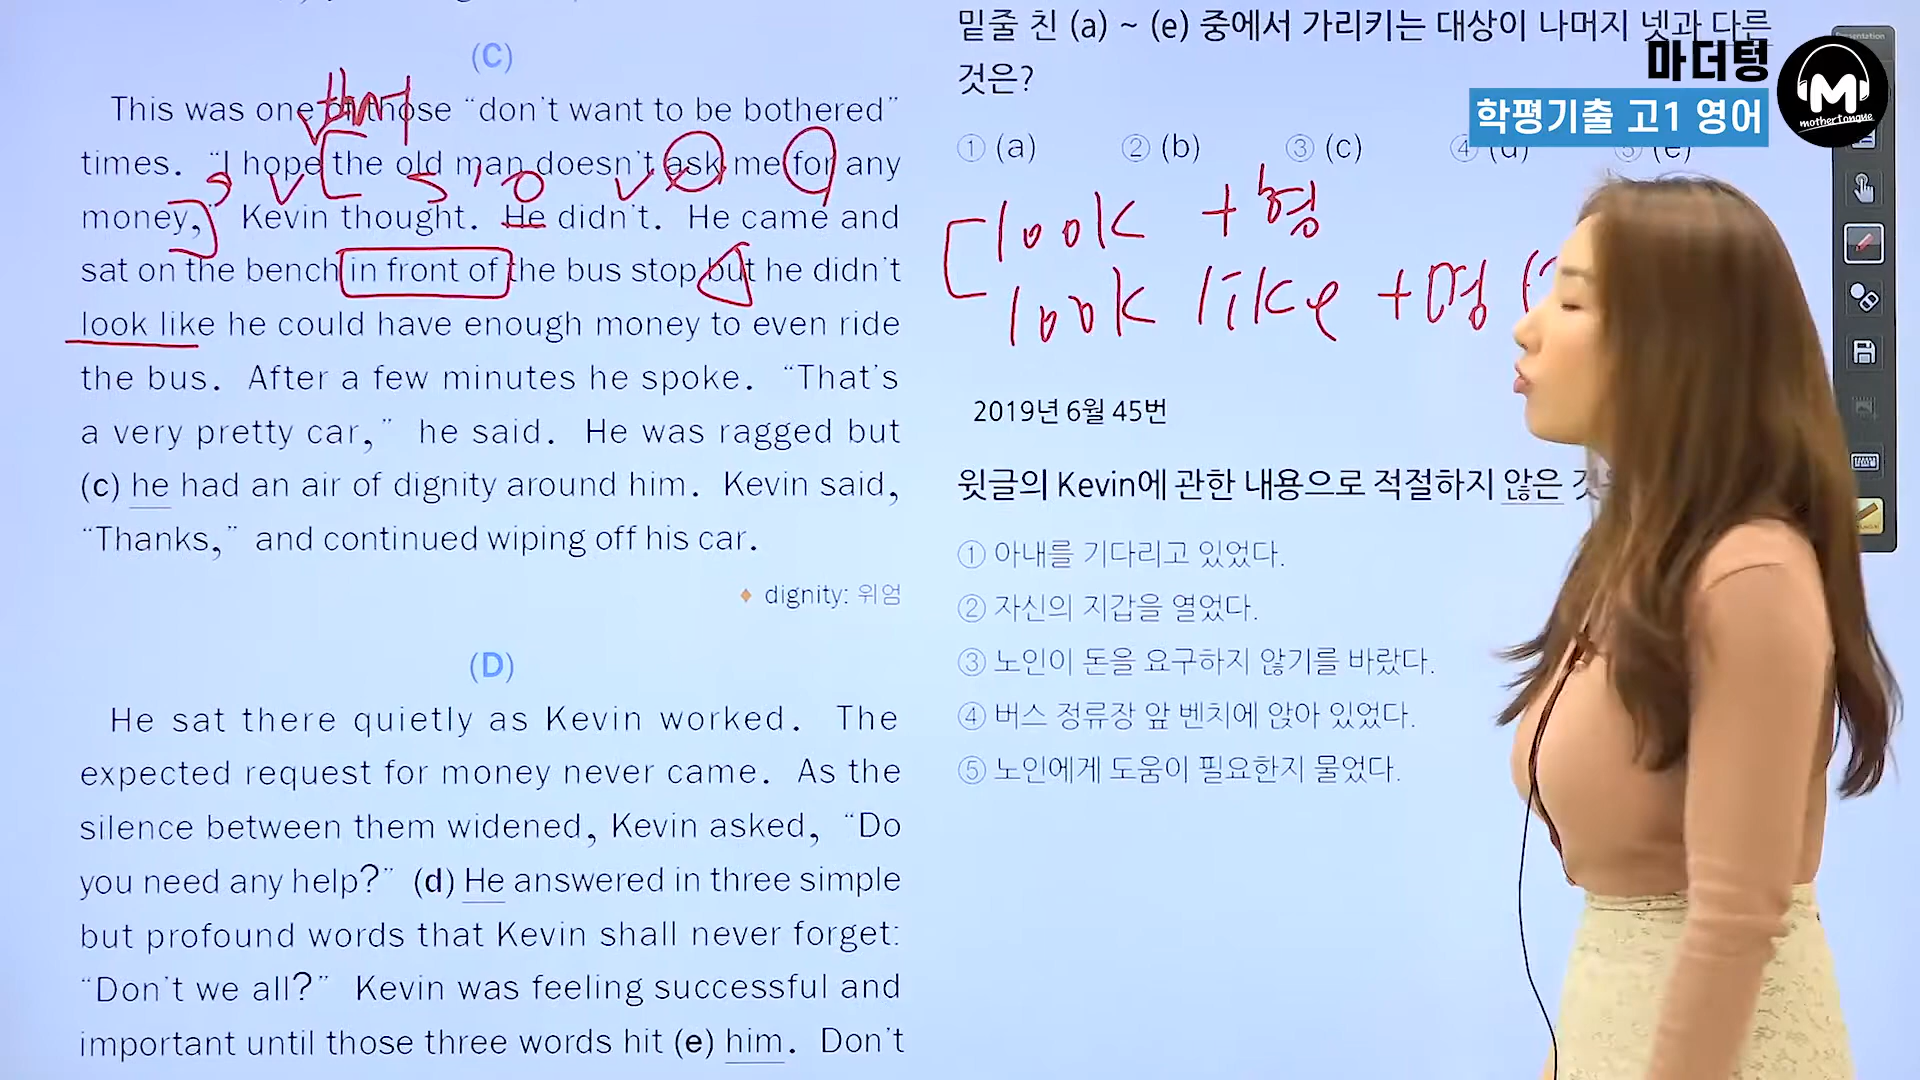 (C)
This was one of those “don’t want to be bothered”
times. “I hope the old man doesn’t ask me for any
money,” Kevin thought. He didn’t. He came and
sat on the bench in front of the bus stop but he didn’t
look like he could have enough money to even ride
the bus. After a few minutes he spoke. “That’s
a very pretty car,” he said. He was ragged but
(c) he had an air of dignity around him. Kevin said,
“Thanks,” and continued wiping off his car.
♦ dignity: 위엄
(D)
He sat there quietly as Kevin worked. The
expected request for money never came. As the
silence between them widened, Kevin asked, “Do
you need any help?” (d) He answered in three simple
but profound words that Kevin shall never forget:
“Don’t we all?” Kevin was feeling successful and
important until those three words hit (e) him. Don’t
that
S V S' O V
밑줄 친 (a) ~ (e) 중에서 가리키는 대상이 나머지 넷과 다른
것은?
① (a) ② (b) ③ (c) ④ (d) ⑤ (e)
look + 형
look like + 명
2019년 6월 45번
윗글의 Kevin에 관한 내용으로 적절하지 않은
① 아내를 기다리고 있었다.
② 자신의 지갑을 열었다.
③ 노인이 돈을 요구하지 않기를 바랐다.
④ 버스 정류장 앞 벤치에 앉아 있었다.
⑤ 노인에게 도움이 필요한지 물었다.
마더텅
학평기출 고1 영어
M
mothertongue
Presentation